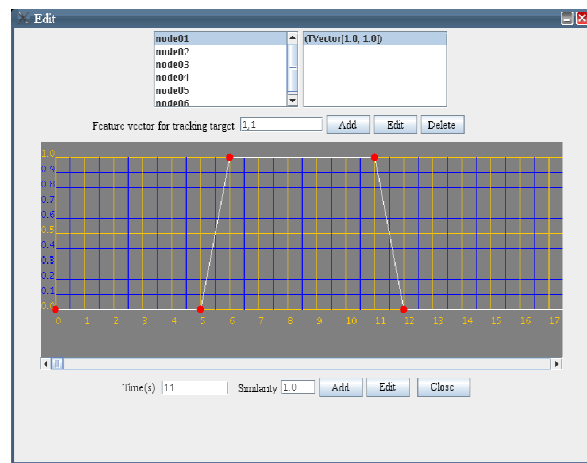 Edit
node01
(TVector[1.0, 1.0])
node02
node03
node04
node05
node06
Feature vector for tracking target 1,1 Add Edit Delete
1.0
0.9
0.8
0.7
0.6
0.5
0.4
0.3
0.2
0.1
0.0
0 1 2 3 4 5 6 7 8 9 10 11 12 13 14 15 16 17
Time(s) 11 Similarity 1.0 Add Edit Close